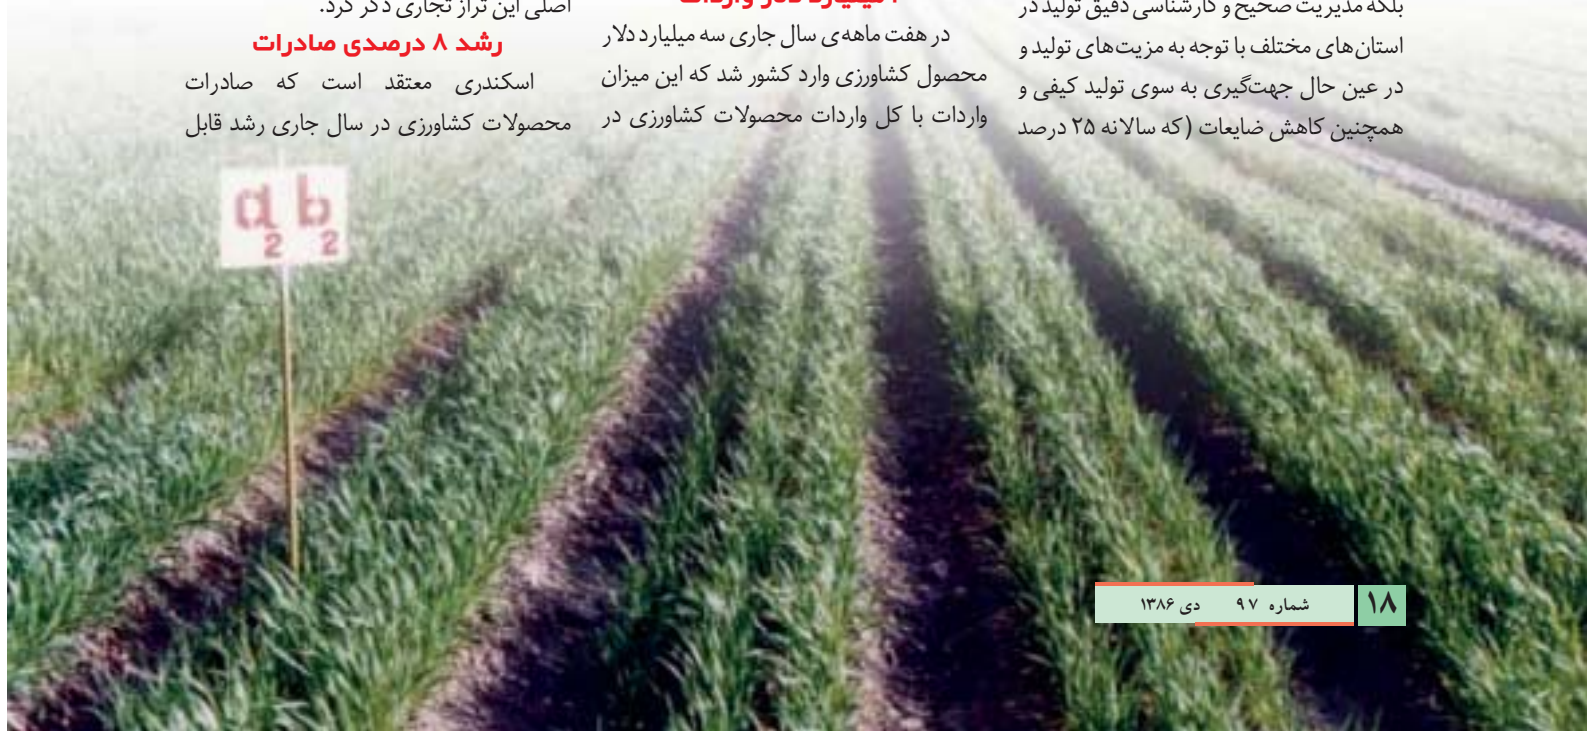 بلکه مدیریت صحیح و کارشناسی دقیق تولید در
استان‌های مختلف با توجه به مزیت‌های تولید و
در عین حال جهت‌گیری به سوی تولید کیفی و
همچنین کاهش ضایعات (که سالانه ۲۵ درصد
میلیارد دلار واردات
در هفت ماهه‌ی سال جاری سه میلیارد دلار
محصول کشاورزی وارد کشور شد که این میزان
واردات با کل واردات محصولات کشاورزی در
اصلی این تراز تجاری ذکر کرد.
رشد ۸ درصدی صادرات
اسکندری معتقد است که صادرات
محصولات کشاورزی در سال جاری رشد قابل
a2 b2
۱۸ شماره ۹۷ دی ۱۳۸۶